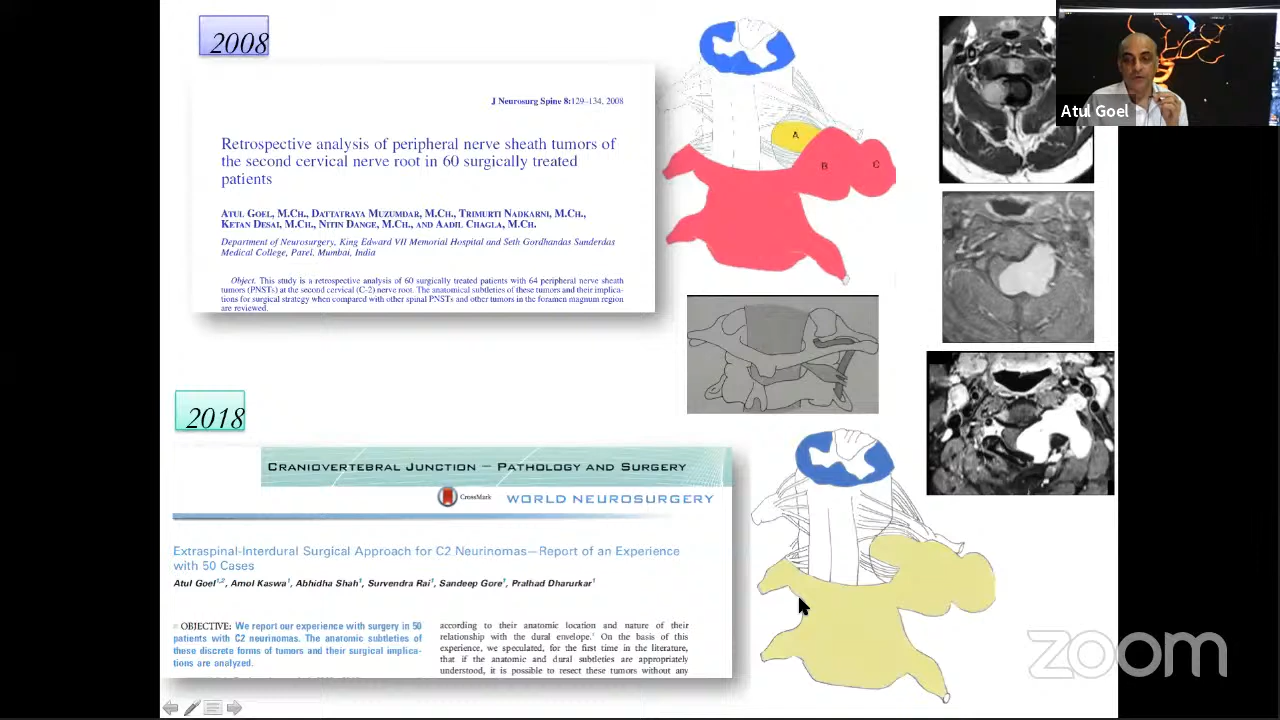 2008
J Neurosurg Spine 8:129–134, 2008
Retrospective analysis of peripheral nerve sheath tumors of
the second cervical nerve root in 60 surgically treated
patients
ATUL GOEL, M.CH., DATTATRAYA MUZUMDAR, M.CH., TRIMURTI NADKARNI, M.CH.,
KETAN DESAI, M.CH., NITIN DANGE, M.CH., AND AADIL CHAGLA, M.CH.
Department of Neurosurgery, King Edward VII Memorial Hospital and Seth Gordhandas Sunderdas
Medical College, Parel, Mumbai, India
Object. This study is a retrospective analysis of 60 surgically treated patients with 64 peripheral nerve sheath
tumors (PNSTs) at the second cervical (C-2) nerve root. The anatomical subtleties of these tumors and their implica-
tions for surgical strategy when compared with other spinal PNSTs and other tumors in the foramen magnum region
are reviewed.
A
B
C
Atul Goel
2018
CRANIOVERTEBRAL JUNCTION – PATHOLOGY AND SURGERY
CrossMark
WORLD NEUROSURGERY
Extraspinal-Interdural Surgical Approach for C2 Neurinomas—Report of an Experience
with 50 Cases
Atul Goel1,2, Amol Kaswa1, Abhidha Shah1, Survendra Rai1, Sandeep Gore1, Pralhad Dharurkar1
OBJECTIVE: We report our experience with surgery in 50
patients with C2 neurinomas. The anatomic subtleties of
these discrete forms of tumors and their surgical implica-
tions are analyzed.
according to their anatomic location and nature of their
relationship with the dural envelope. On the basis of this
experience, we speculated, for the first time in the literature,
that if the anatomic and dural subtleties are appropriately
understood, it is possible to resect these tumors without any
zoom